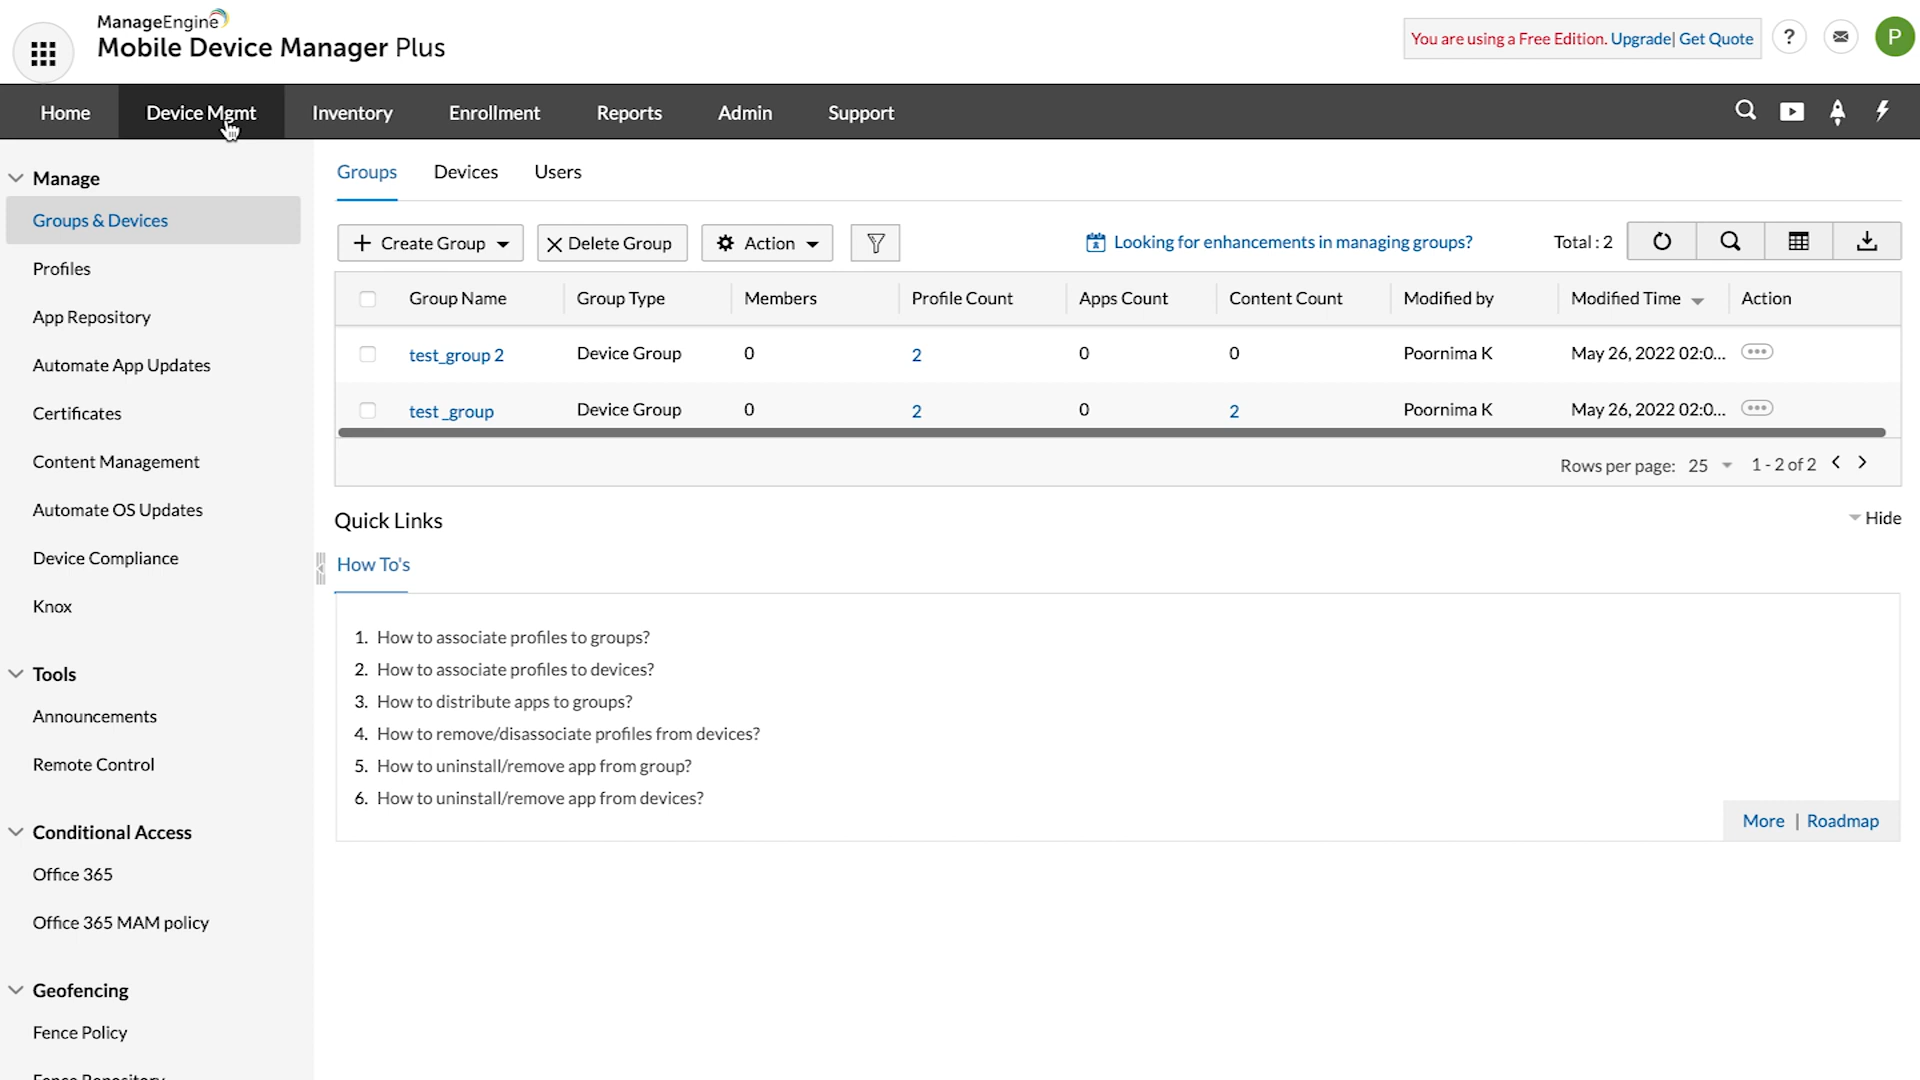 ManageEngine
Mobile Device Manager Plus
You are using a Free Edition. Upgrade| Get Quote
?
P
Home
Device Mgmt
Inventory
Enrollment
Reports
Admin
Support
Manage
Groups & Devices
Profiles
App Repository
Automate App Updates
Certificates
Content Management
Automate OS Updates
Device Compliance
Knox
Tools
Announcements
Remote Control
Conditional Access
Office 365
Office 365 MAM policy
Geofencing
Fence Policy
Fence Repository
Groups Devices Users
Create Group
Delete Group
Action
Looking for enhancements in managing groups?
Total : 2
Group Name Group Type Members Profile Count Apps Count Content Count Modified by Modified Time Action
test_group 2 Device Group 0 2 0 0 Poornima K May 26, 2022 02:0...
test_group Device Group 0 2 0 2 Poornima K May 26, 2022 02:0...
Rows per page: 25 1 - 2 of 2
Quick Links
Hide
How To's
1. How to associate profiles to groups?
2. How to associate profiles to devices?
3. How to distribute apps to groups?
4. How to remove/disassociate profiles from devices?
5. How to uninstall/remove app from group?
6. How to uninstall/remove app from devices?
More | Roadmap